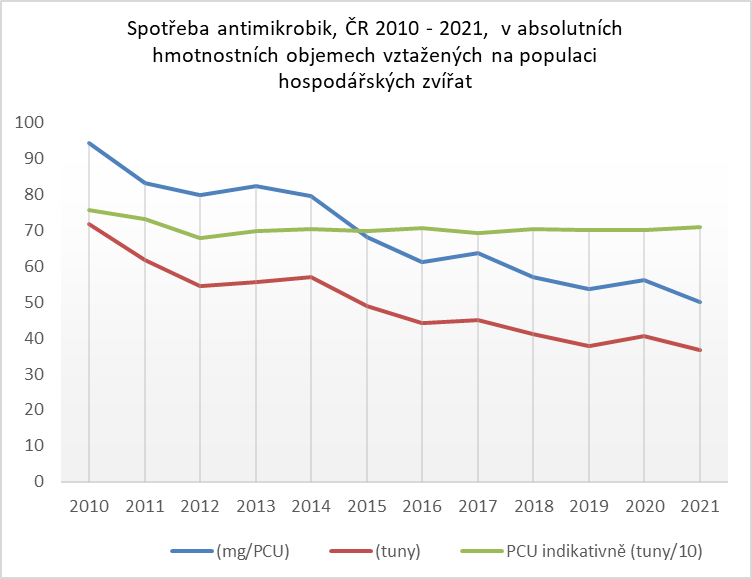 Spotřeba antimikrobik, ČR 2010 - 2021, v absolutních
hmotnostních objemech vztažených na populaci
hospodářských zvířat
100
90
80
70
60
50
40
30
20
10
0
2010 2011 2012 2013 2014 2015 2016 2017 2018 2019 2020 2021
(mg/PCU) (tuny) PCU indikativně (tuny/10)